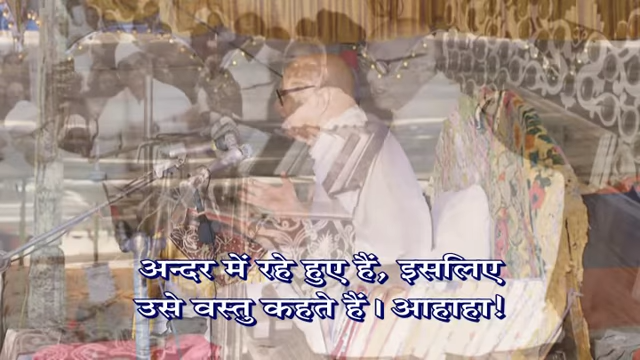 अन्दर में रहे हुए हैं, इसलिए
उसे वस्तु कहते हैं। आहाहा!